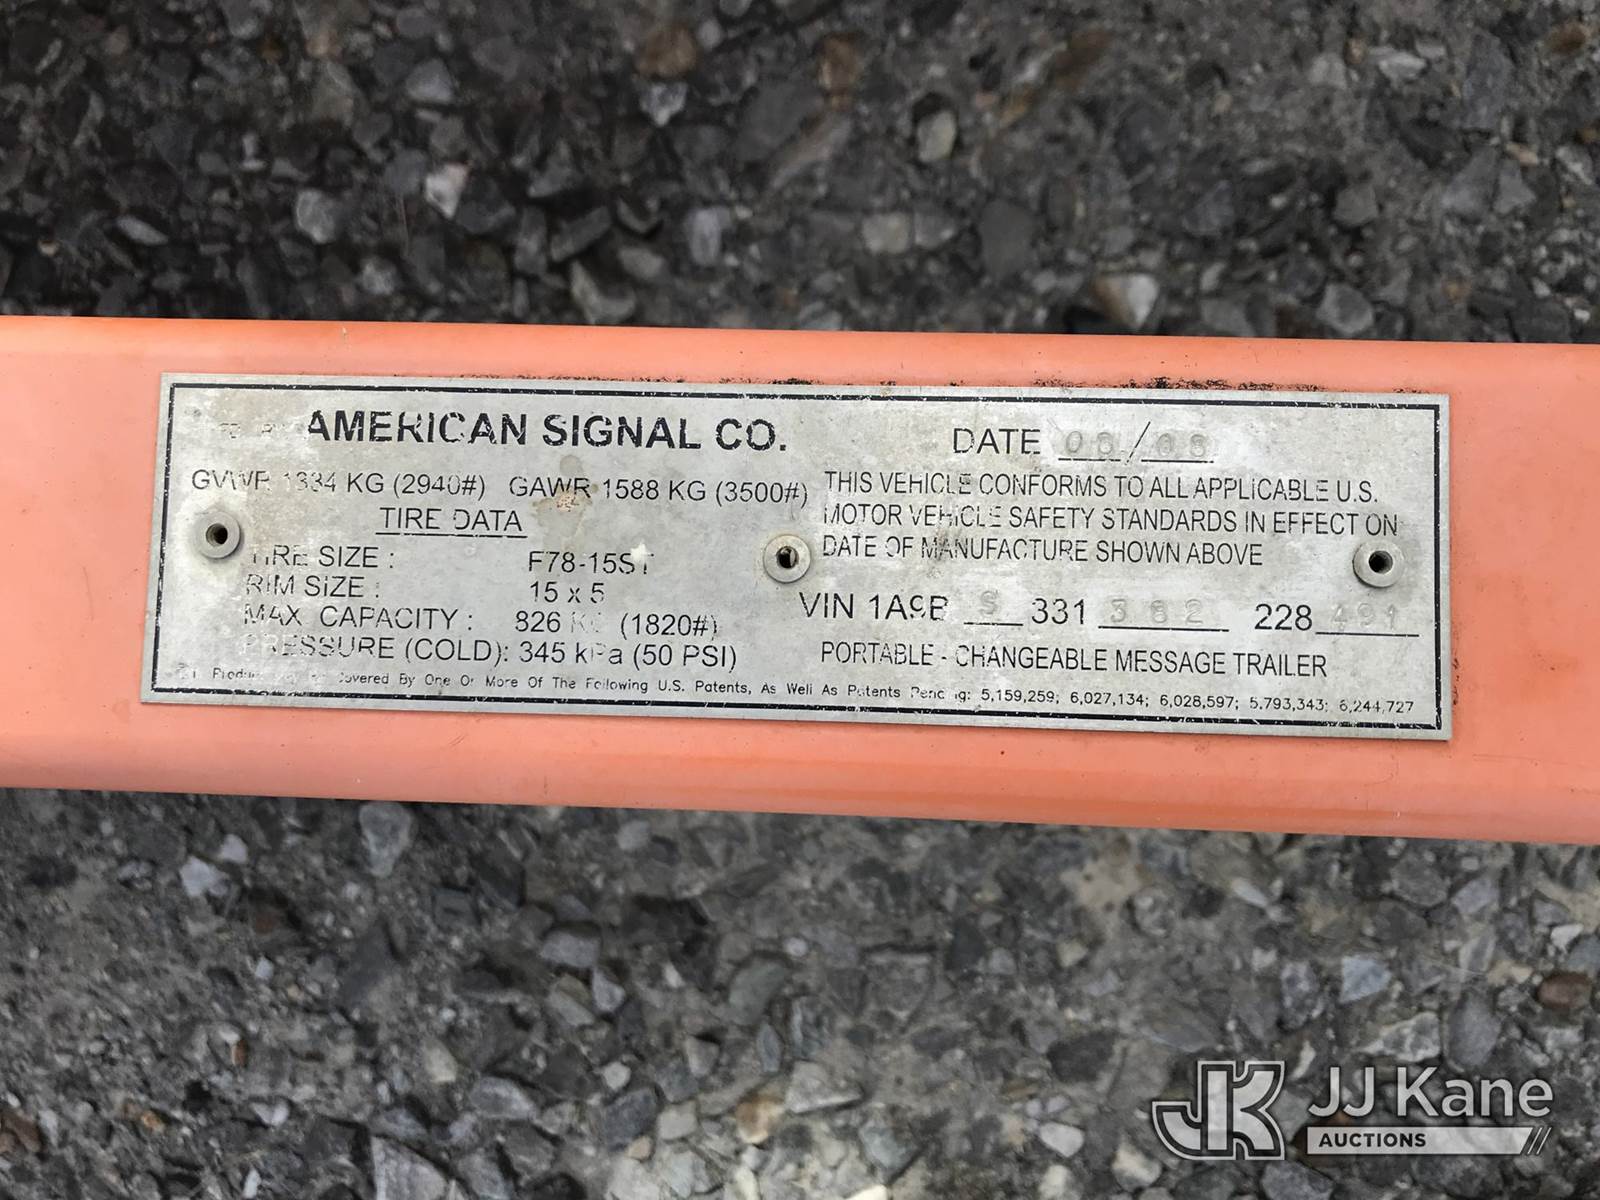 AMERICAN SIGNAL CO.
DATE 06/08
GVWR 1334 KG (2940#) GAWR 1588 KG (3500#)
THIS VEHICLE CONFORMS TO ALL APPLICABLE U.S.
MOTOR VEHICLE SAFETY STANDARDS IN EFFECT ON
DATE OF MANUFACTURE SHOWN ABOVE
TIRE DATA
TIRE SIZE : F78-15ST
RIM SIZE : 15 x 5
MAX. CAPACITY : 826 KG (1820#)
PRESSURE (COLD): 345 kPa (50 PSI)
VIN 1A9B S 331 382 228 491
PORTABLE - CHANGEABLE MESSAGE TRAILER
Covered By One Or More Of The Following U.S. Patents, As Well As Patents Pending: 5,159,259; 6,027,134; 6,028,597; 5,793,343; 6,244,727
JK JJ Kane
AUCTIONS